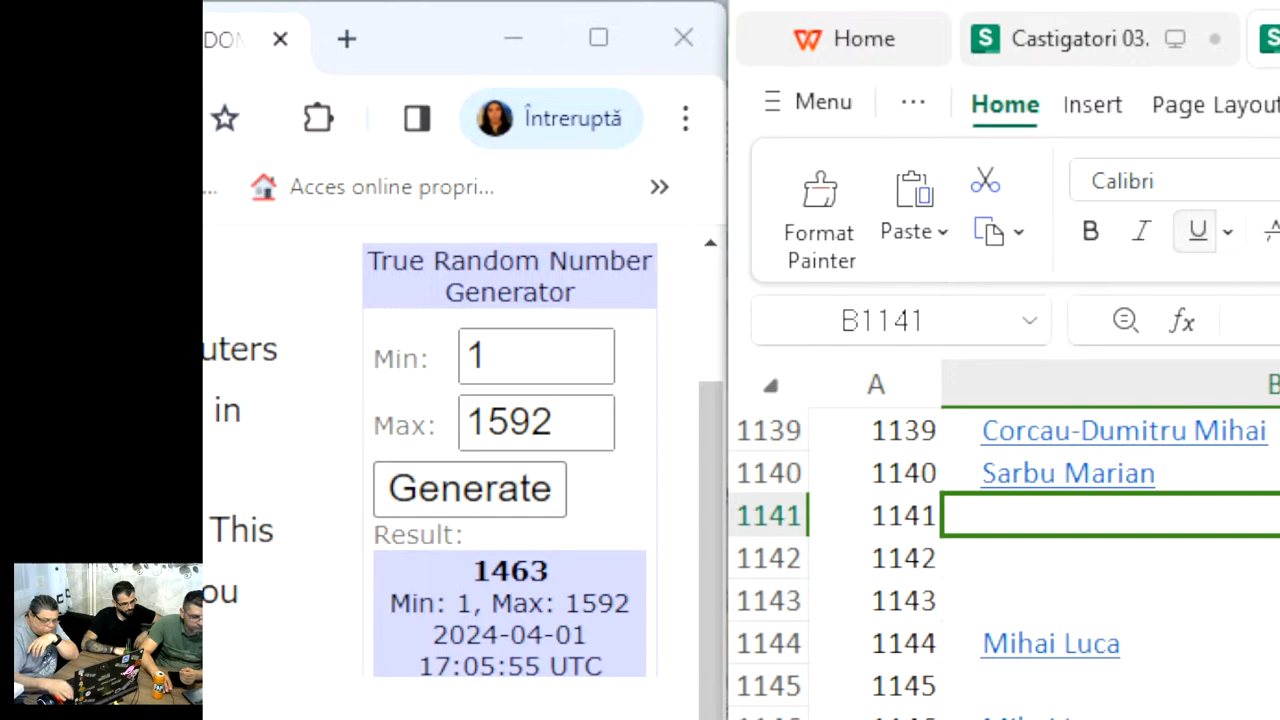 DOM
Întreruptă
...
Acces online propri...
True Random Number
Generator
uters
in
This
ou
Min: 1
Max: 1592
Generate
Result:
1463
Min: 1, Max: 1592
2024-04-01
17:05:55 UTC
Home
S Castigatori 03.
S
Menu
...
Home Insert Page Layout
Format
Painter
Paste
Calibri
B I U A
B1141
fx
A B
1139 1139 Corcau-Dumitru Mihai
1140 1140 Sarbu Marian
1141 1141
1142 1142
1143 1143
1144 1144 Mihai Luca
1145 1145